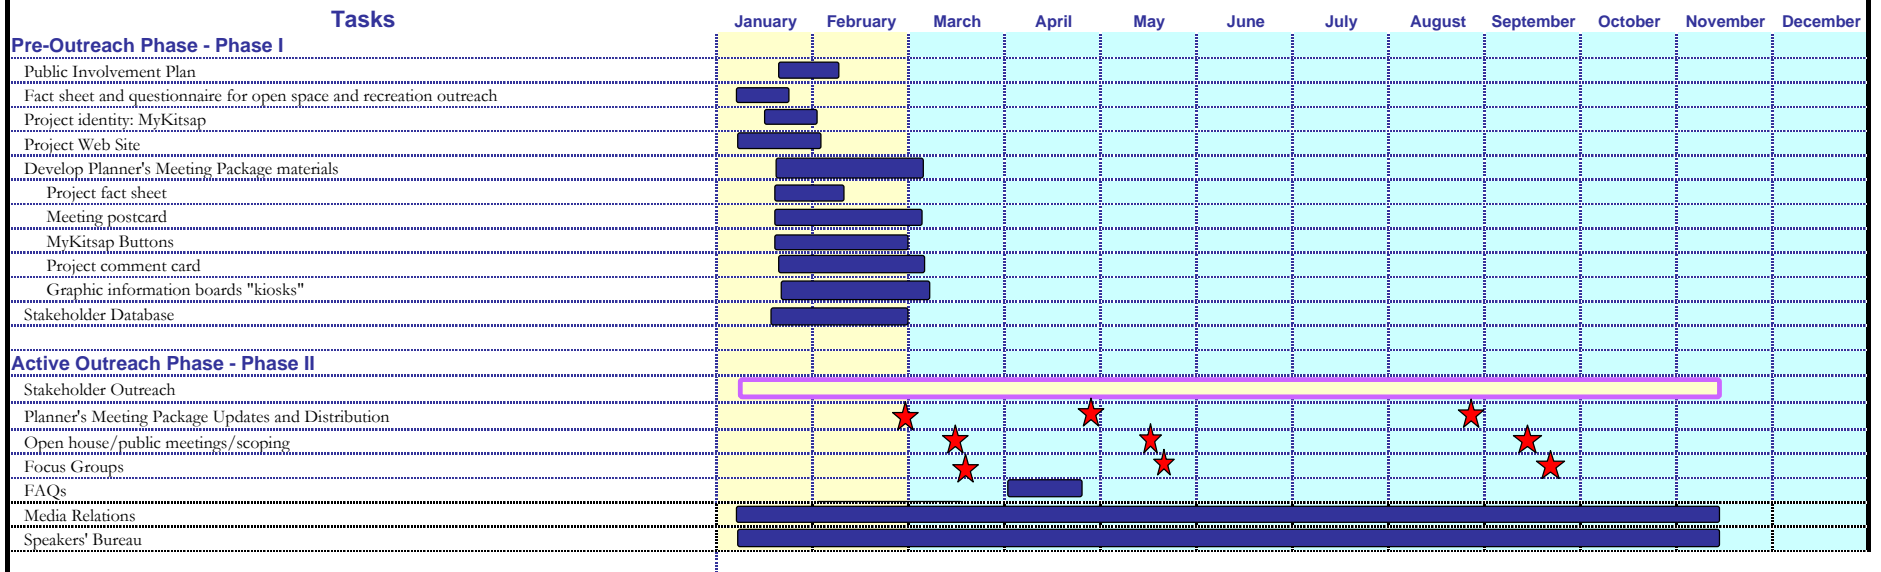 Tasks January February March April May June July August September October November December
Pre-Outreach Phase - Phase I
Public Involvement Plan
Fact sheet and questionnaire for open space and recreation outreach
Project identity: MyKitsap
Project Web Site
Develop Planner's Meeting Package materials
Project fact sheet
Meeting postcard
MyKitsap Buttons
Project comment card
Graphic information boards "kiosks"
Stakeholder Database
Active Outreach Phase - Phase II
Stakeholder Outreach
Planner's Meeting Package Updates and Distribution
Open house/public meetings/scoping
Focus Groups
FAQs
Media Relations
Speakers' Bureau